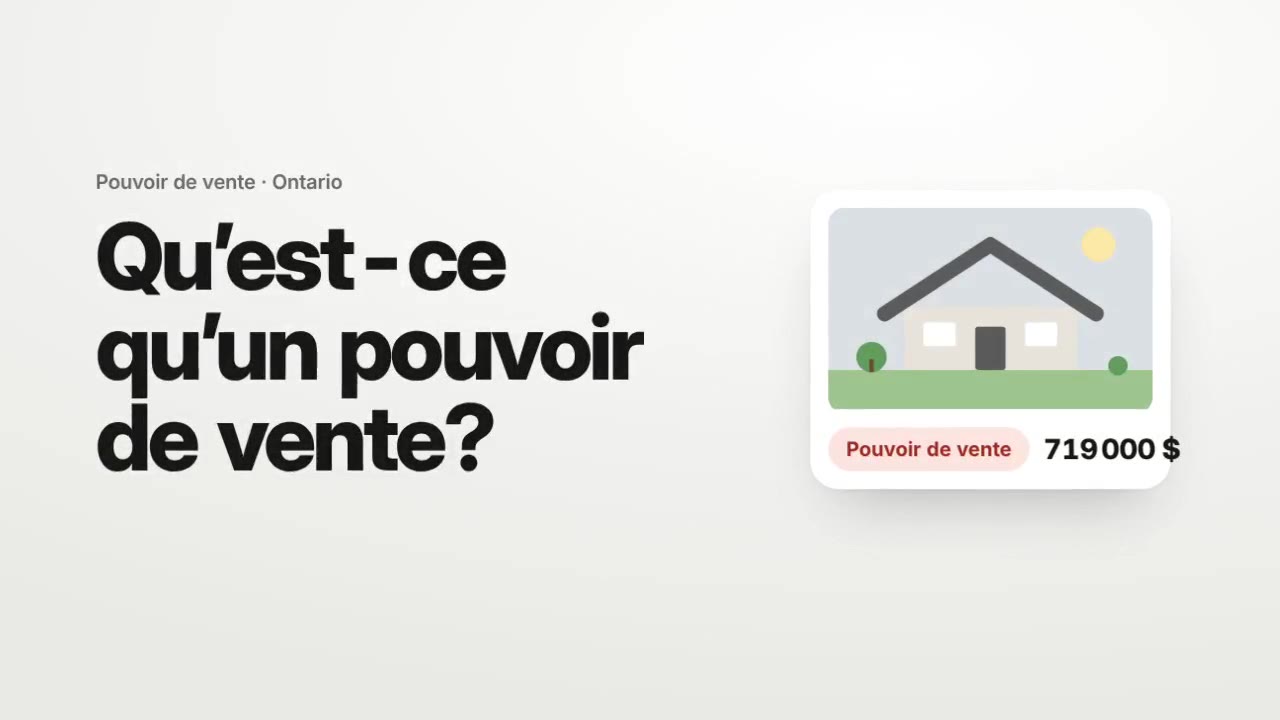 Pouvoir de vente · Ontario
Qu’est-ce
qu’un pouvoir
de vente?
Pouvoir de vente
719 000 $